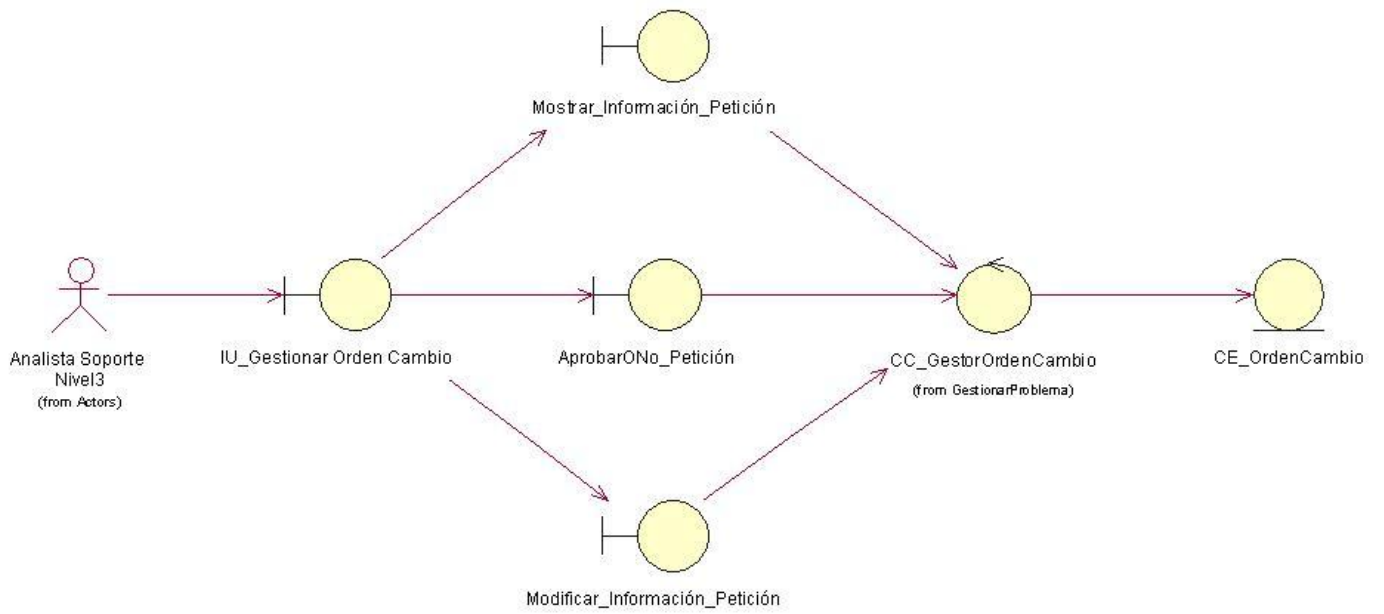 Mostrar_Información_Petición
Analista Soporte
Nivel3
(from Actors)
IU_Gestionar Orden Cambio
AprobarONo_Petición
CC_GestorOrdenCambio
(from GestionarProblema)
CE_OrdenCambio
Modificar_Información_Petición